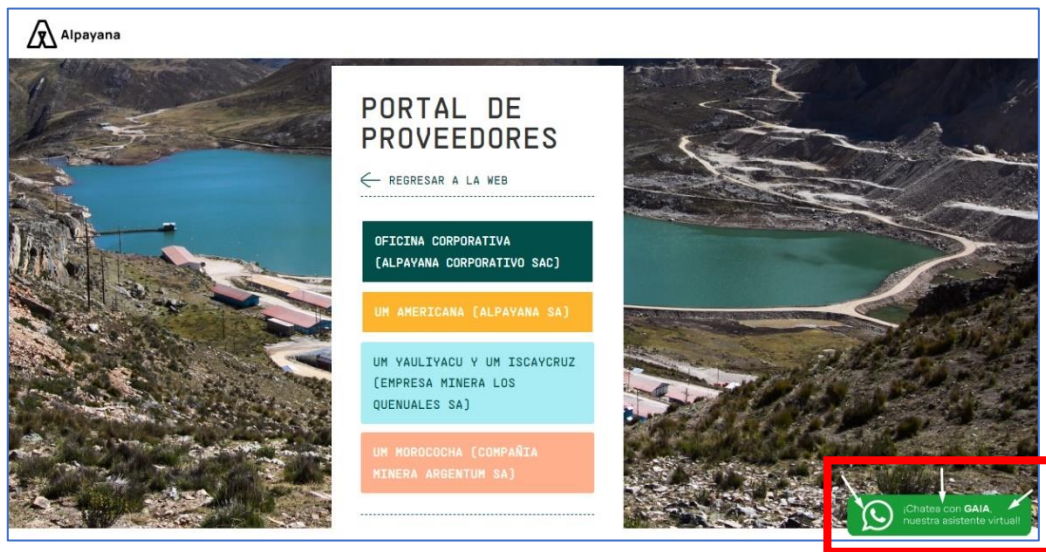 Alpayana
PORTAL DE
PROVEEDORES
← REGRESAR A LA WEB
OFICINA CORPORATIVA
(ALPAYANA CORPORATIVO SAC)
UM AMERICANA (ALPAYANA SA)
UM YAULIYACU Y UM ISCAYCRUZ
(EMPRESA MINERA LOS
QUENUALES SA)
UM MOROCOCHA (COMPAÑIA
MINERA ARGENTUM SA)
¡Chatea con GAIA,
nuestra asistente virtual!